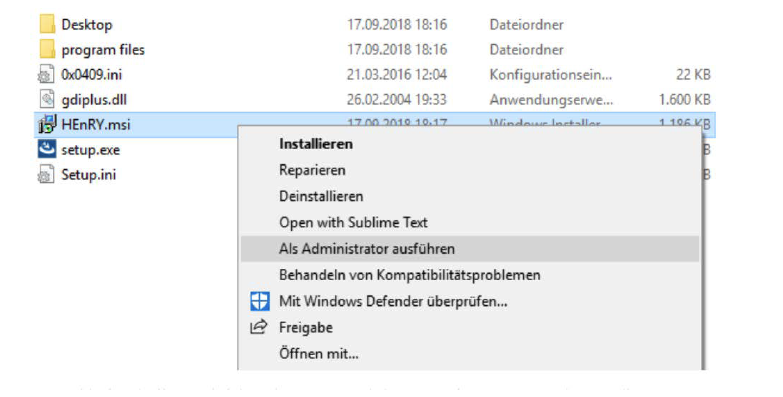 Desktop 17.09.2018 18:16 Dateiordner
program files 17.09.2018 18:16 Dateiordner
0x0409.ini 21.03.2016 12:04 Konfigurationsein... 22 KB
gdiplus.dll 26.02.2004 19:33 Anwendungserwe... 1.600 KB
HEnRY.msi 17.09.2018 18:17 Windows Installer 1.186 KB
setup.exe
Setup.ini
Installieren
Reparieren
Deinstallieren
Open with Sublime Text
Als Administrator ausführen
Behandeln von Kompatibilitätsproblemen
Mit Windows Defender überprüfen...
Freigabe
Öffnen mit...